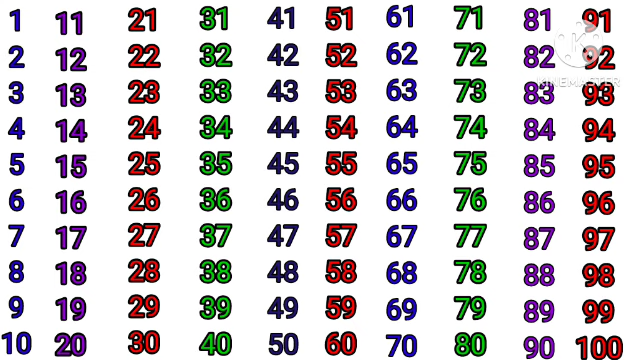 1 11 21 31 41 51 61 71 81 91
2 12 22 32 42 52 62 72 82 92
3 13 23 33 43 53 63 73 83 93
4 14 24 34 44 54 64 74 84 94
5 15 25 35 45 55 65 75 85 95
6 16 26 36 46 56 66 76 86 96
7 17 27 37 47 57 67 77 87 97
8 18 28 38 48 58 68 78 88 98
9 19 29 39 49 59 69 79 89 99
10 20 30 40 50 60 70 80 90 100
KINEMASTER